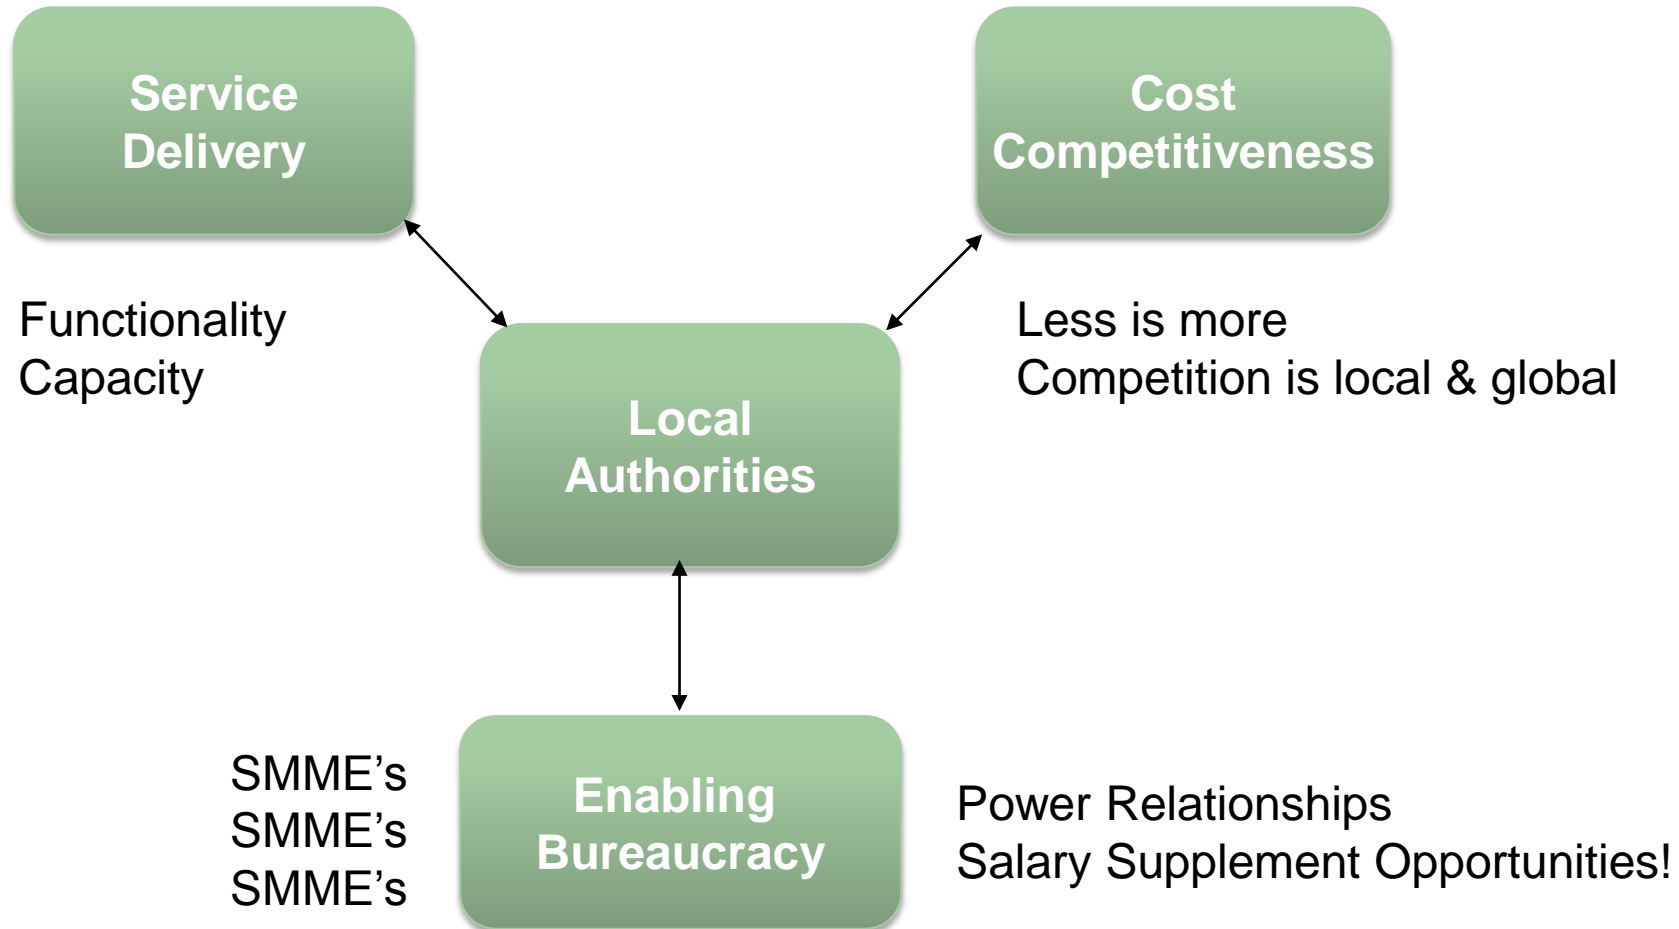 Service
Delivery
Cost
Competitiveness
Functionality
Capacity
Less is more
Competition is local & global
Local
Authorities
SMME’s
SMME’s
SMME’s
Enabling
Bureaucracy
Power Relationships
Salary Supplement Opportunities!